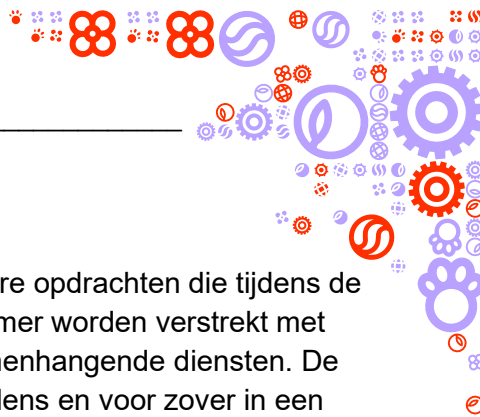 re opdrachten die tijdens de
mer worden verstrekt met
nenhangende diensten. De
dens en voor zover in een